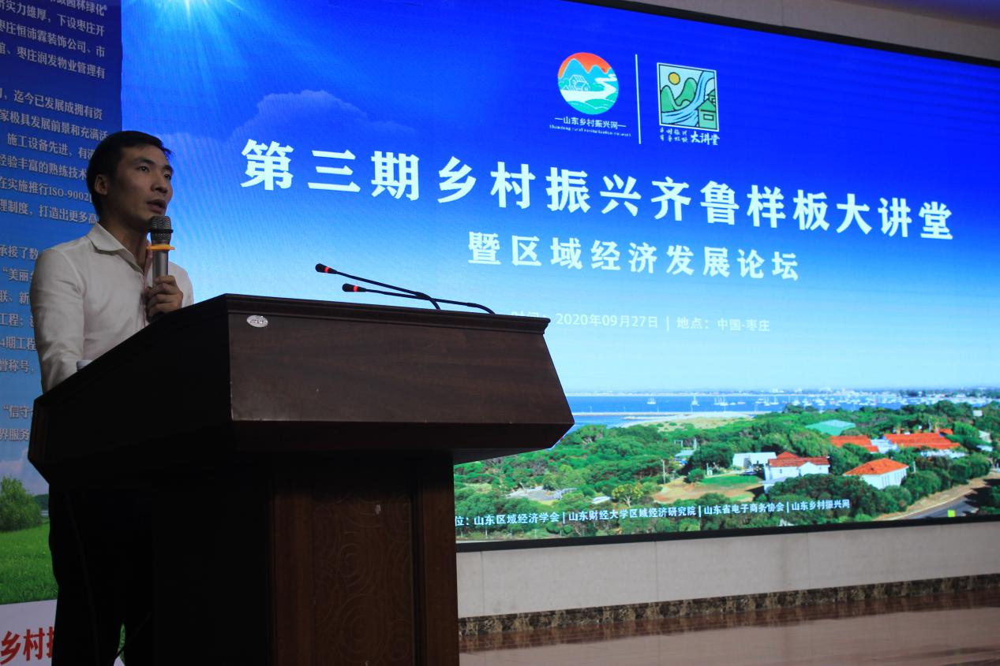 园林绿化"
实力雄厚,下设枣庄开
枣庄恒沛霖装饰公司、市
馆、枣庄润发物业管理有
迄今已发展成拥有资
家极具发展前景和充满活
施工设备先进,有
经验丰富的熟练技术
在实施推行ISO-9002
理制度,打造出更多高
承接了数
"美丽
联、新
工程;
4期工程
誉称号,
"信守
界服务
乡村
山东乡村振兴网
Shandong rural revitalization network
乡村振兴
齐鲁样板 大讲堂
第三期乡村振兴齐鲁样板大讲堂
暨区域经济发展论坛
时间:2020年09月27日 | 地点:中国-枣庄
位:山东区域经济学会 | 山东财经大学区域经济研究院 | 山东省电子商务协会 | 山东乡村振兴网